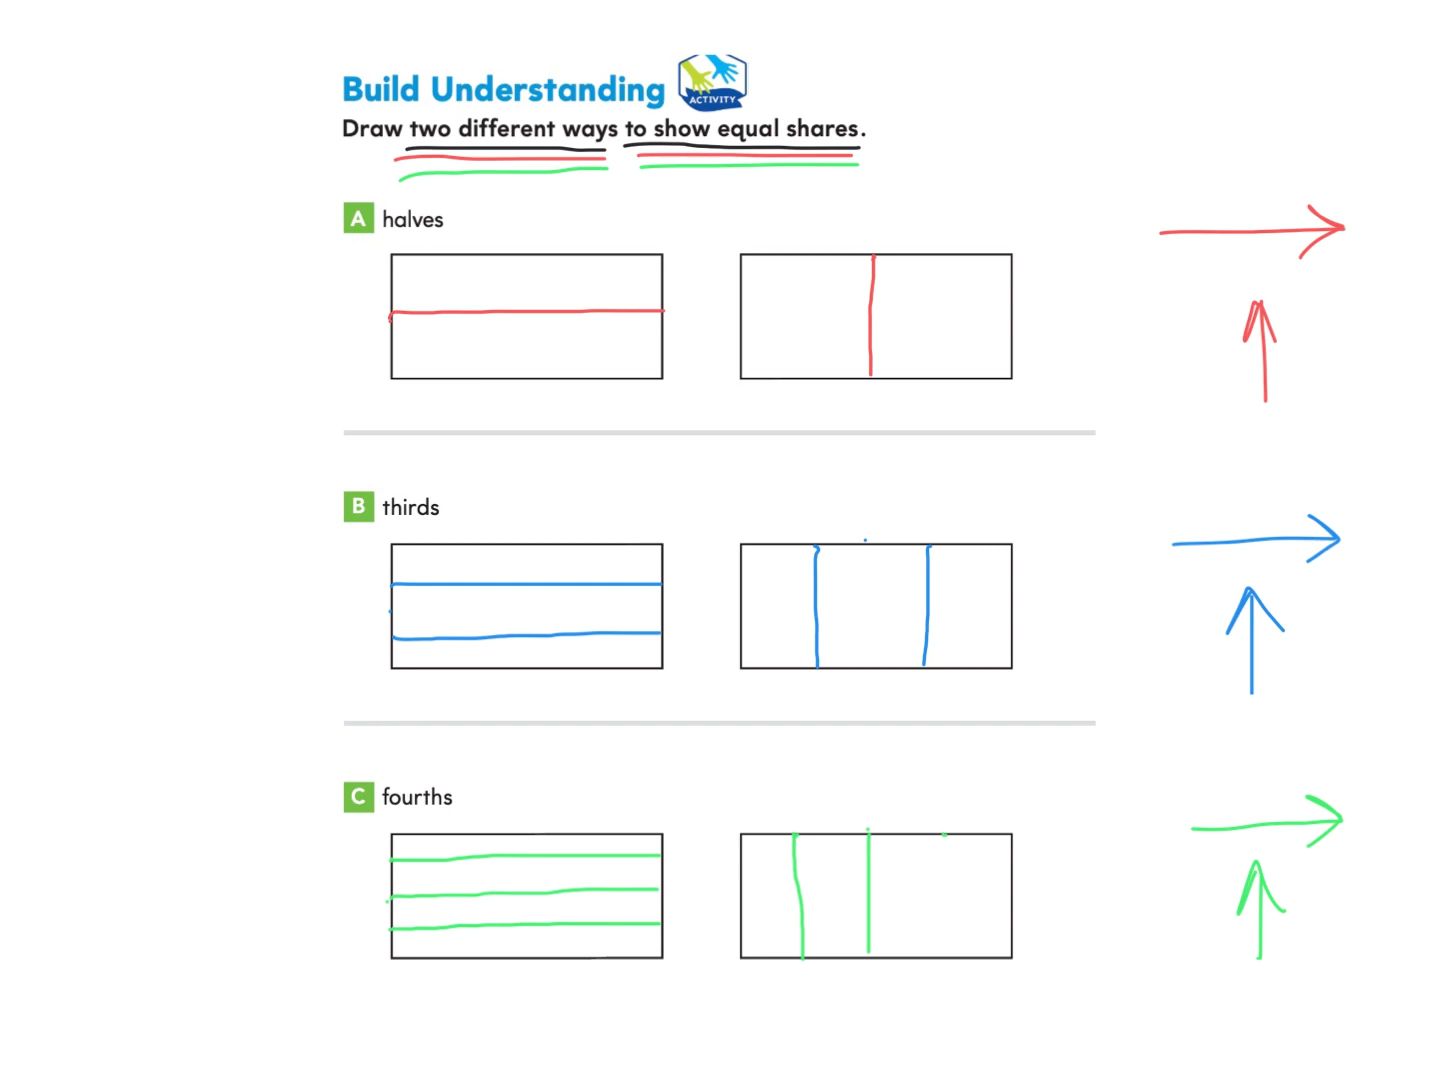 Build Understanding
ACTIVITY
Draw two different ways to show equal shares.
A halves
B thirds
C fourths